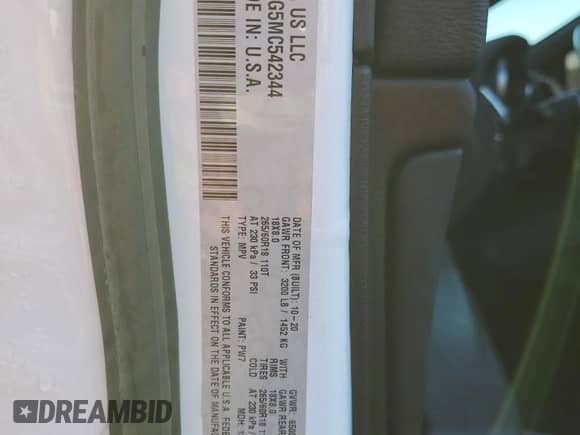 US LLC
G5MC542344
DE IN U.S.A.
DATE OF MFR (BUILT): 10-20
GVWR:
GAWR FRONT: 3200 LB / 1452 KG WITH
GAWR REAR
18X8.0 RIMS
18X8.0
265/60R18 110T TIRES
265/60R18
AT 230 kPa / 33 PSI COLD
AT 230 kPa
TYPE: MPV PAINT: PW7 MDH:
THIS VEHICLE CONFORMS TO ALL APPLICABLE U.S.A.
STANDARDS IN EFFECT ON THE DATE OF
DREAMBID